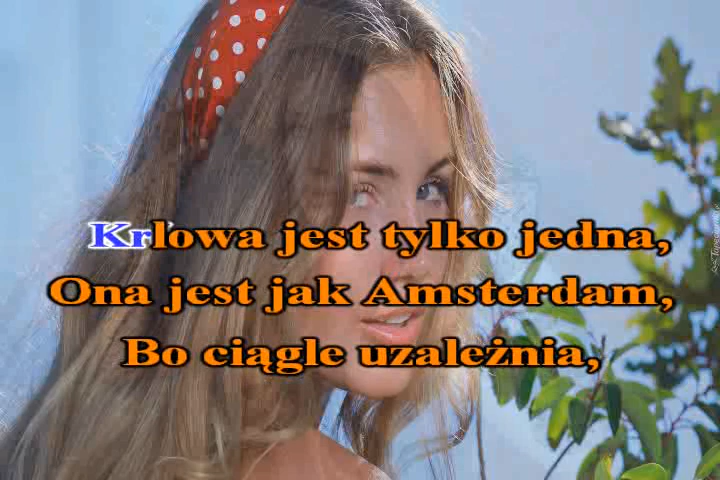 Krlowa jest tylko jedna,
Ona jest jak Amsterdam,
Bo ciągle uzależnia,